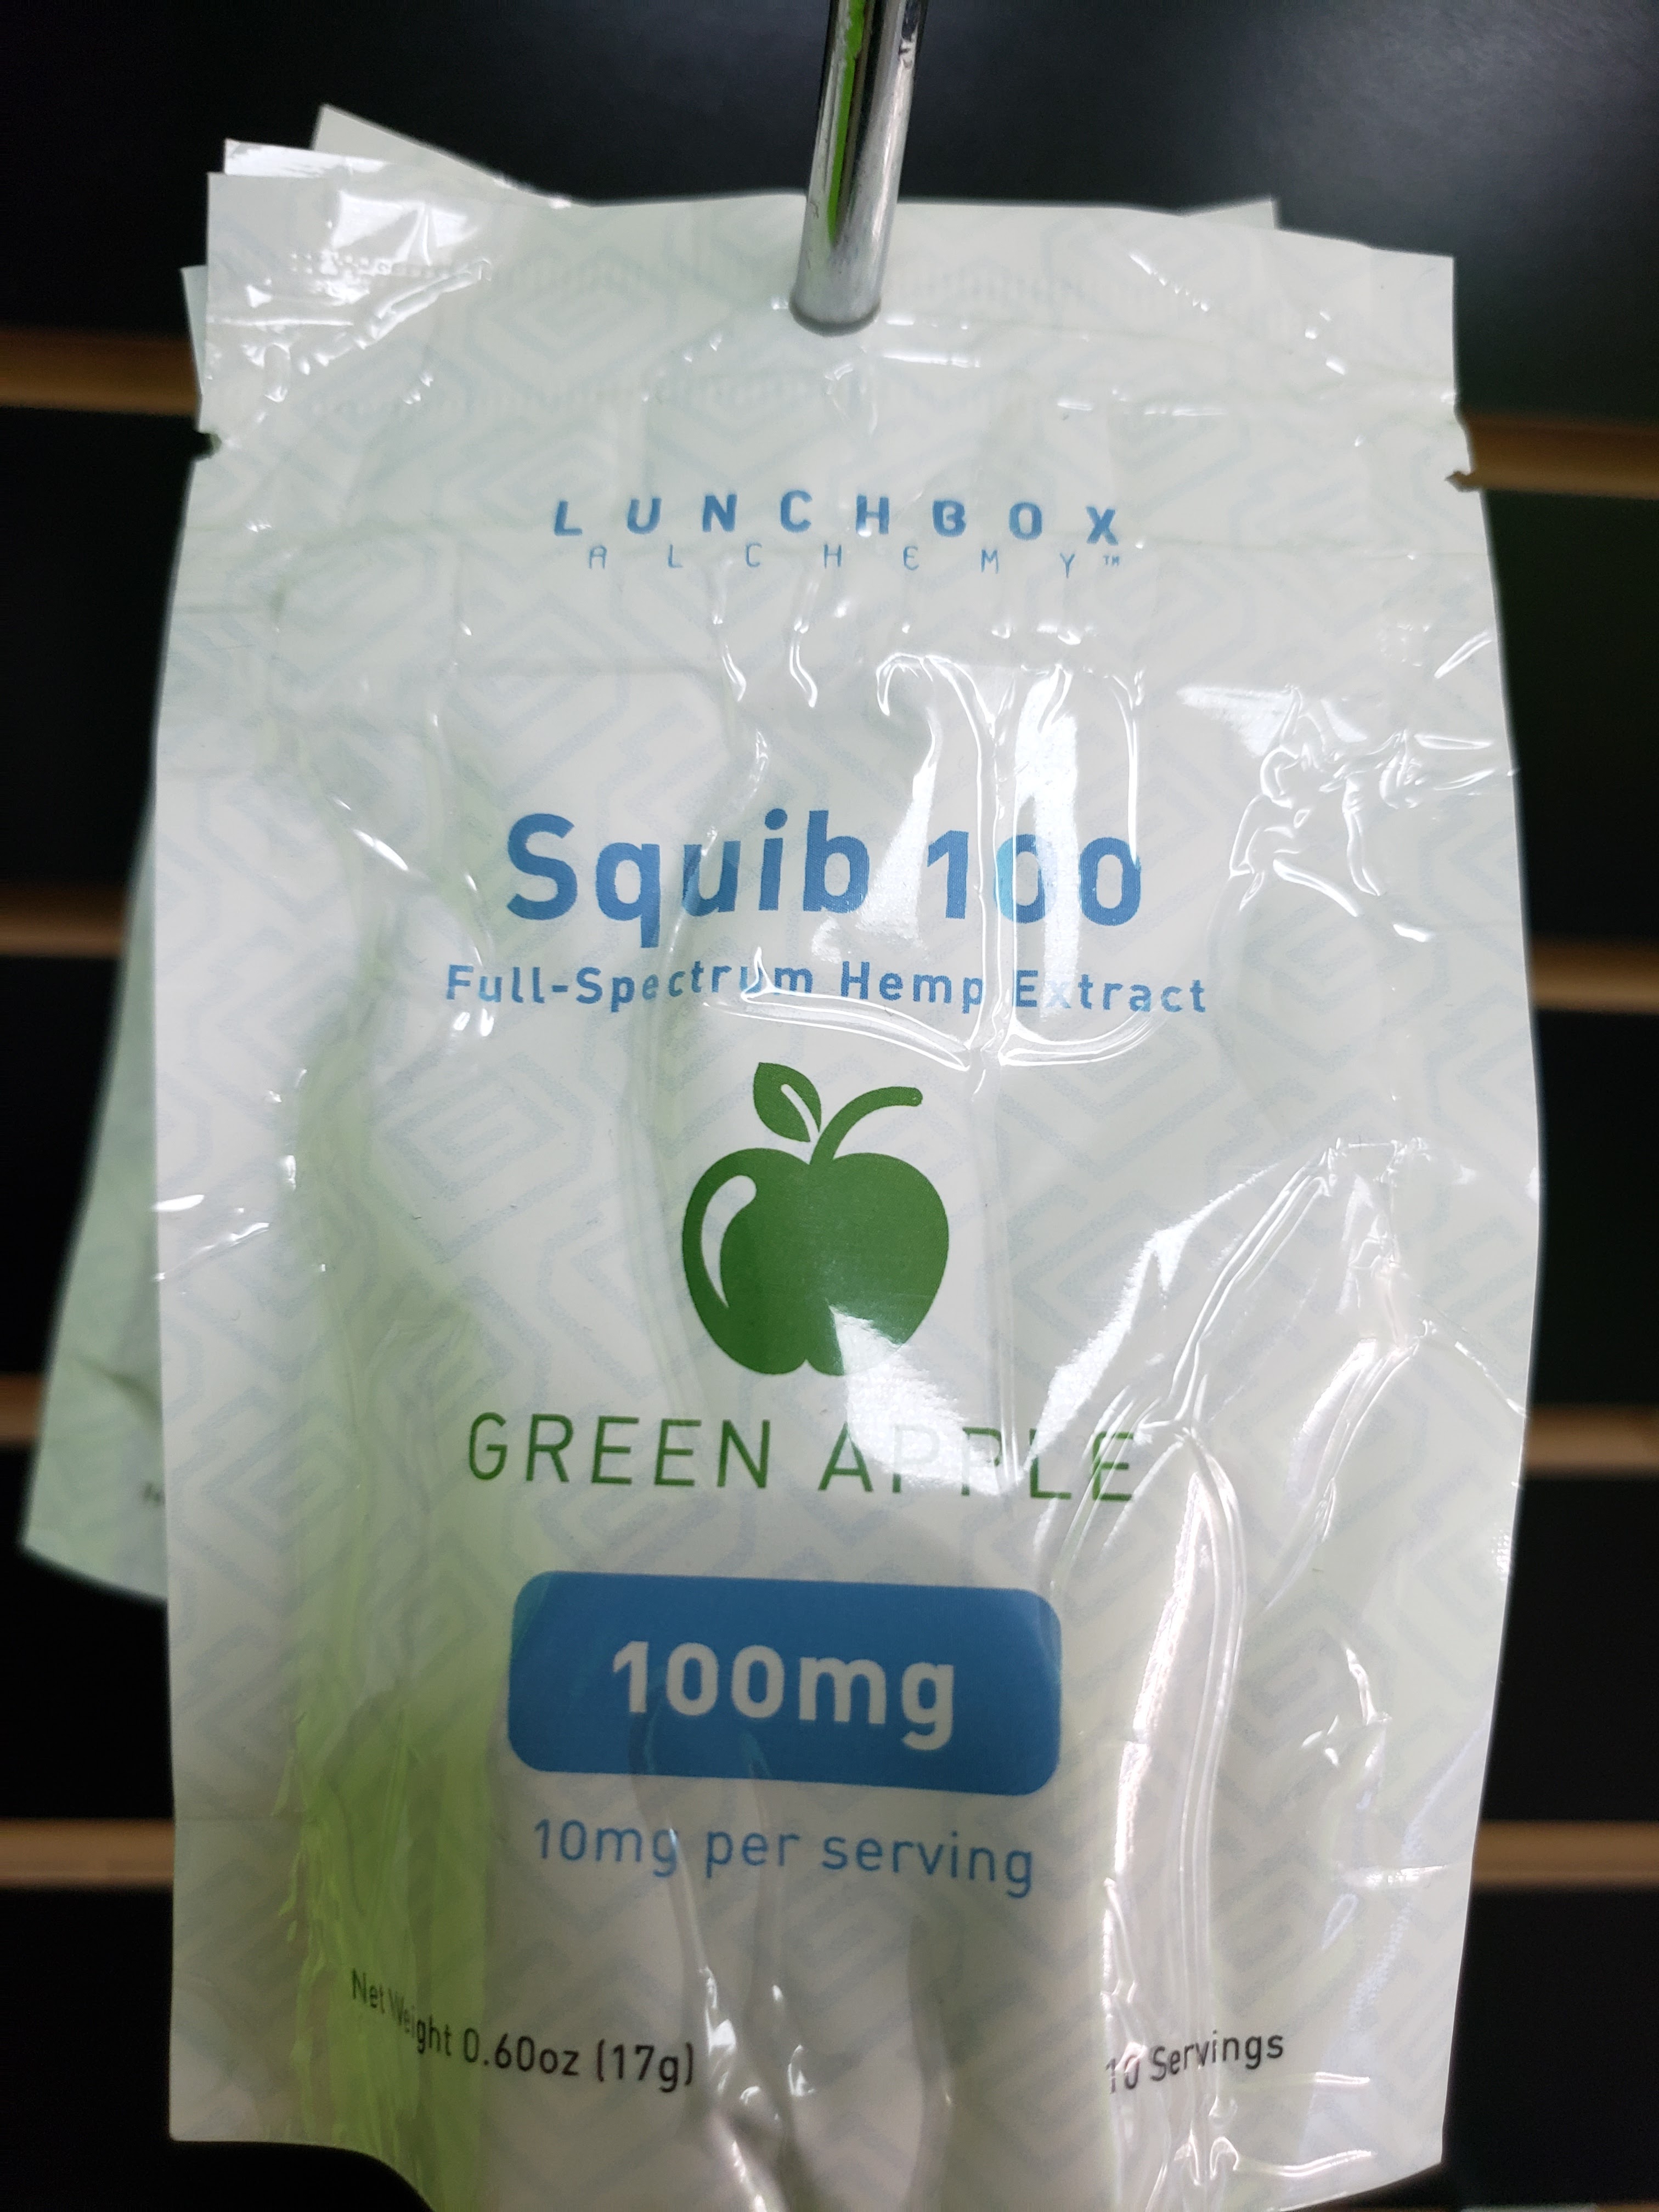 LUNCHBOX
ALCHEMY™
Squib 100
Full-Spectrum Hemp Extract
GREEN APPLE
100mg
10mg per serving
Net Weight 0.60oz (17g)
10 Servings